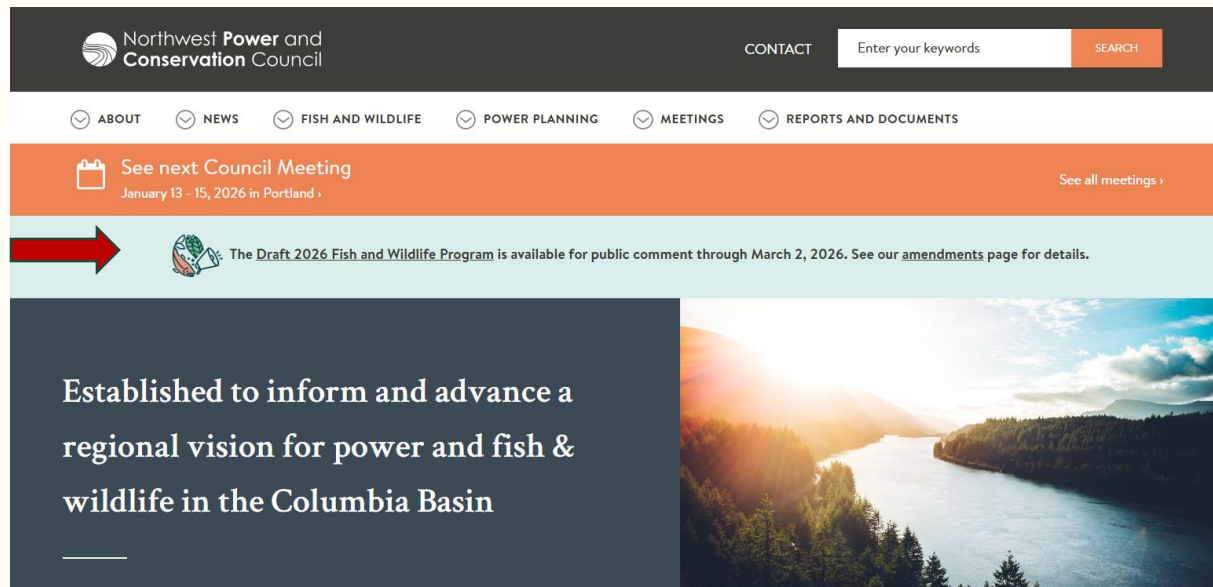 Northwest Power and
Conservation Council
CONTACT
Enter your keywords
SEARCH
ABOUT
NEWS
FISH AND WILDLIFE
POWER PLANNING
MEETINGS
REPORTS AND DOCUMENTS
See next Council Meeting
January 13 - 15, 2026 in Portland ›
See all meetings ›
The Draft 2026 Fish and Wildlife Program is available for public comment through March 2, 2026. See our amendments page for details.
Established to inform and advance a
regional vision for power and fish &
wildlife in the Columbia Basin